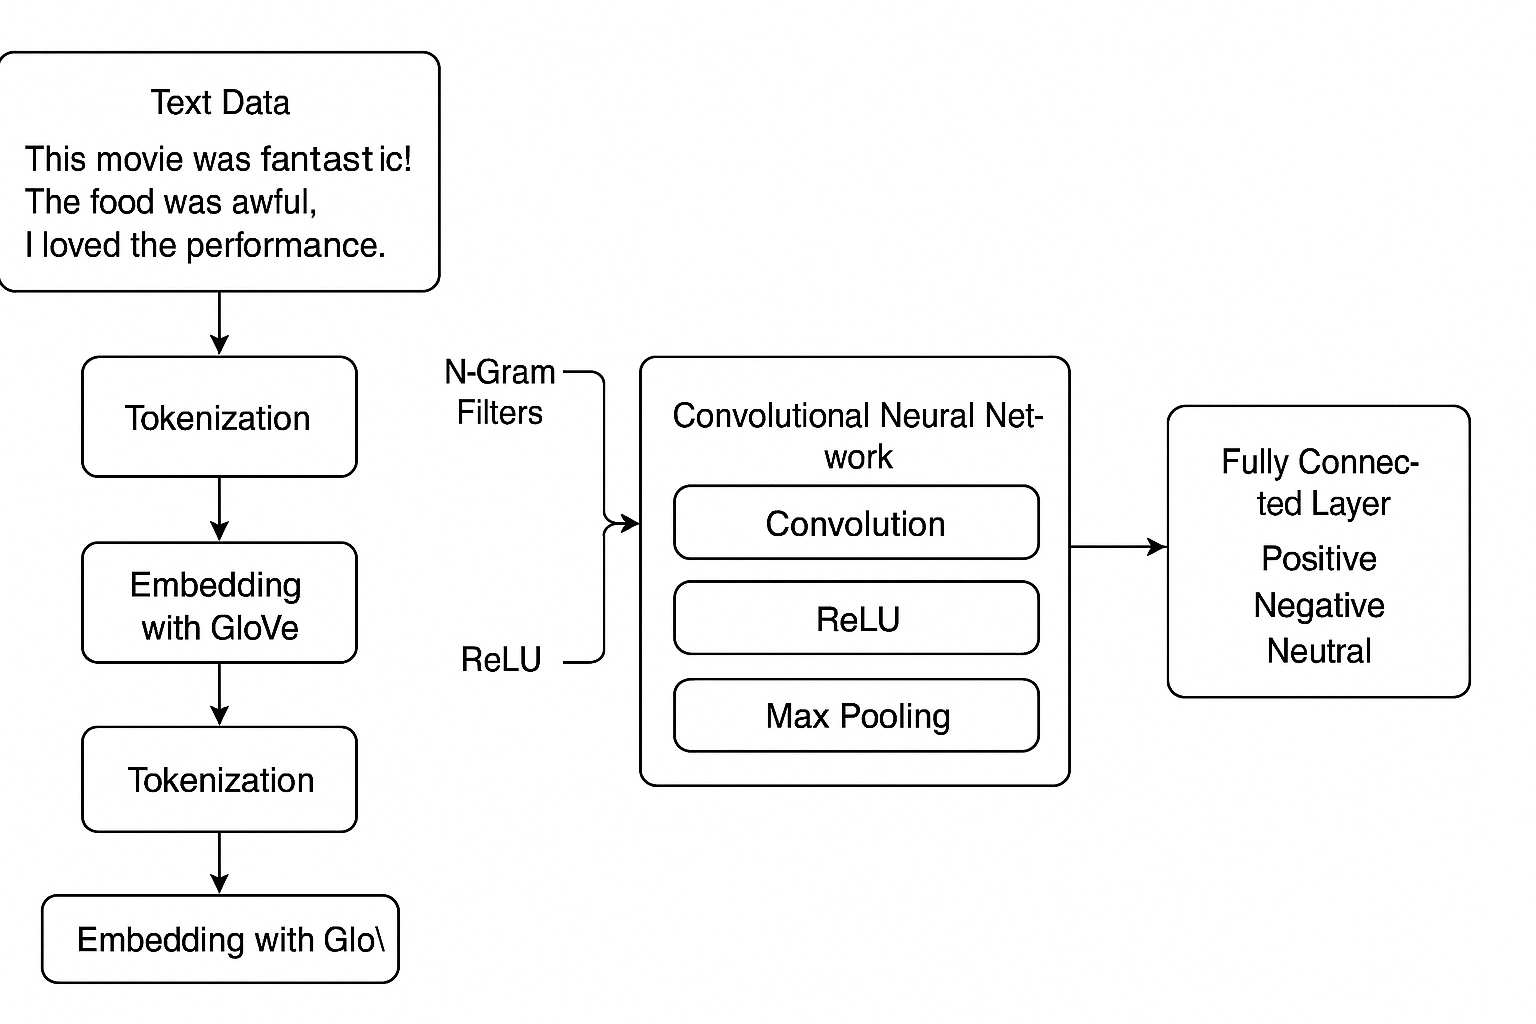 Text Data
This movie was fantastic!
The food was awful,
I loved the performance.
Tokenization
Embedding
with GloVe
Tokenization
Embedding with Glo\
N-Gram
Filters
ReLU
Convolutional Neural Net-
work
Convolution
ReLU
Max Pooling
Fully Connec-
ted Layer
Positive
Negative
Neutral